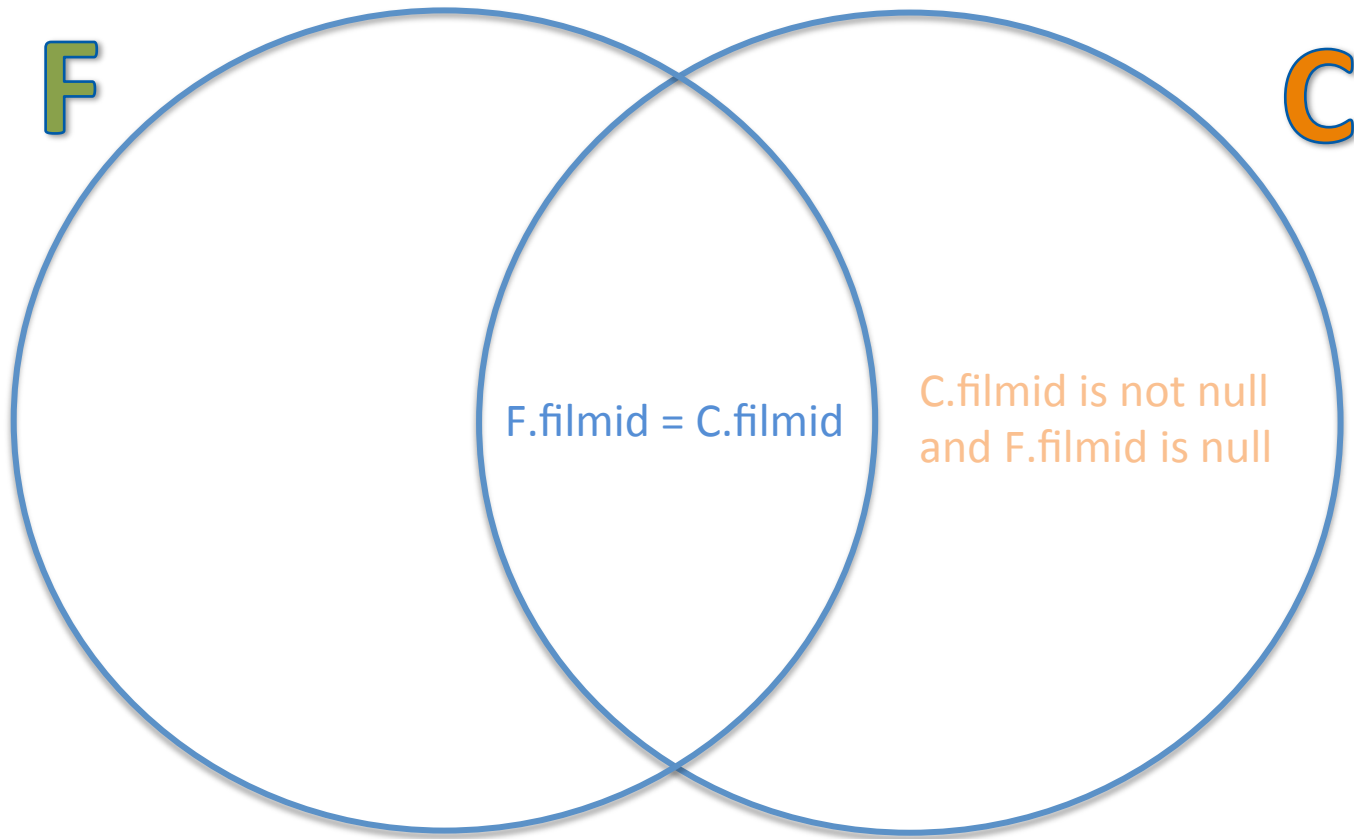 F
C
F.filmid = C.filmid
C.filmid is not null
and F.filmid is null